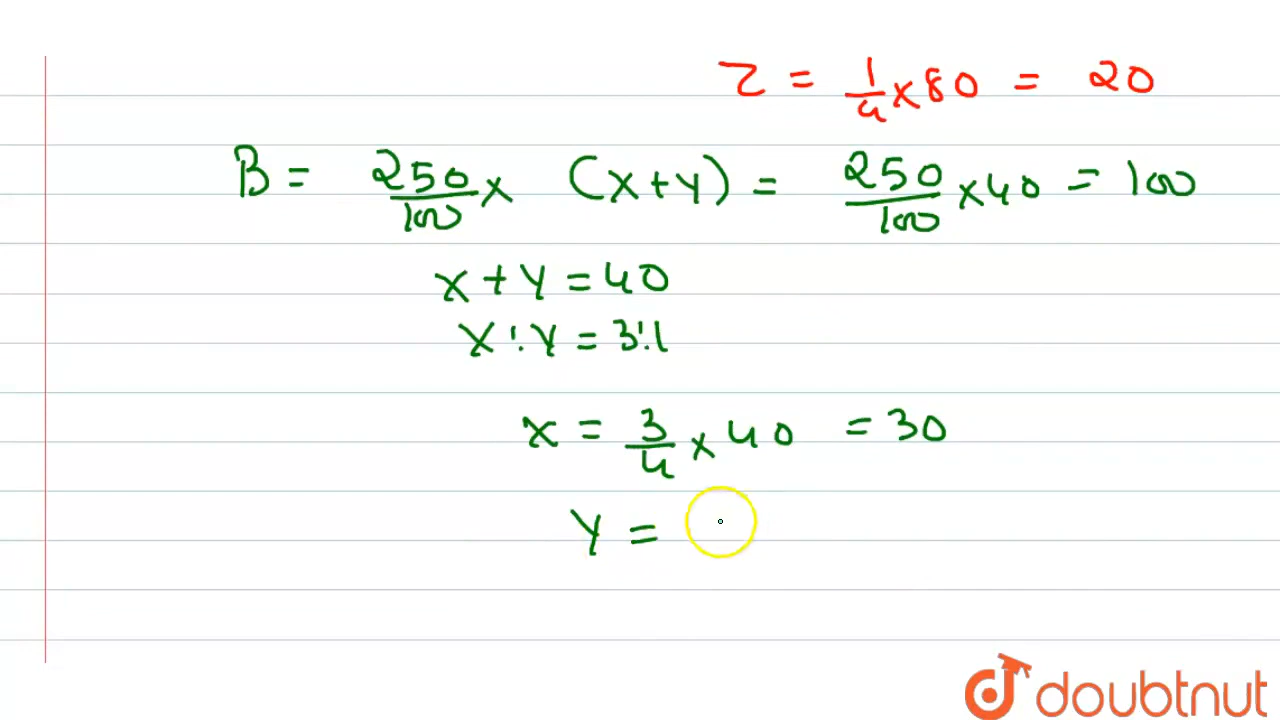 Z = 1/4 × 80 = 20
B = 250/100 × (x+y) = 250/100 × 40 = 100
x + y = 40
x : y = 3:1
x = 3/4 × 40 = 30
y =
doubtnut